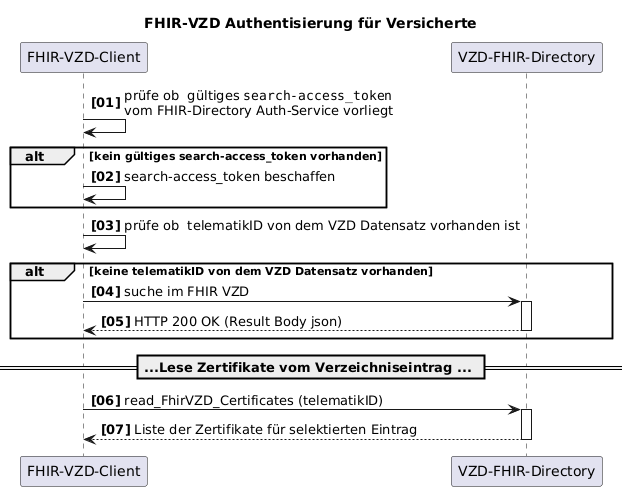 FHIR-VZD Authentisierung für Versicherte
FHIR-VZD-Client
VZD-FHIR-Directory
[01] prüfe ob gültiges search-access_token
vom FHIR-Directory Auth-Service vorliegt
alt [kein gültiges search-access_token vorhanden]
[02] search-access_token beschaffen
[03] prüfe ob telematikID von dem VZD Datensatz vorhanden ist
alt [keine telematikID von dem VZD Datensatz vorhanden]
[04] suche im FHIR VZD
[05] HTTP 200 OK (Result Body json)
...Lese Zertifikate vom Verzeichniseintrag ...
[06] read_FhirVZD_Certificates (telematikID)
[07] Liste der Zertifikate für selektierten Eintrag
FHIR-VZD-Client
VZD-FHIR-Directory